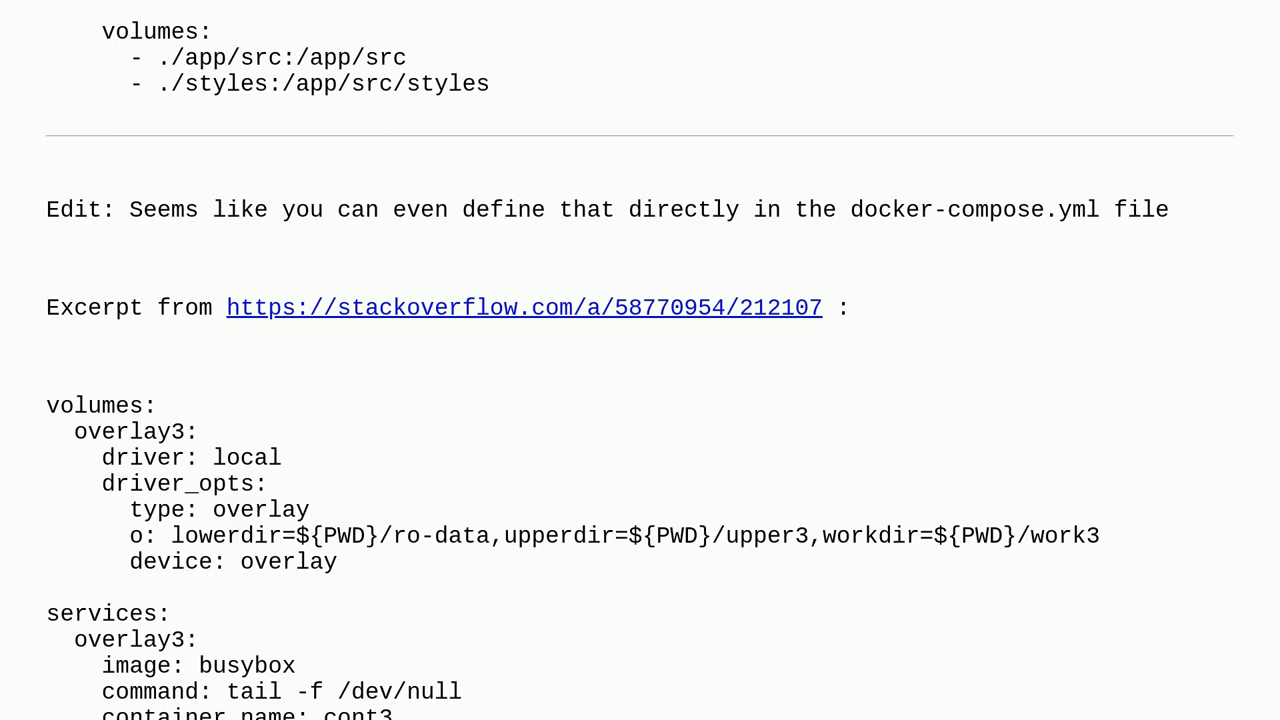 volumes:
      - ./app/src:/app/src
      - ./styles:/app/src/styles
Edit: Seems like you can even define that directly in the docker-compose.yml file
Excerpt from https://stackoverflow.com/a/58770954/212107 :
volumes:
  overlay3:
    driver: local
    driver_opts:
      type: overlay
      o: lowerdir=${PWD}/ro-data,upperdir=${PWD}/upper3,workdir=${PWD}/work3
      device: overlay
services:
  overlay3:
    image: busybox
    command: tail -f /dev/null
    container_name: cont3